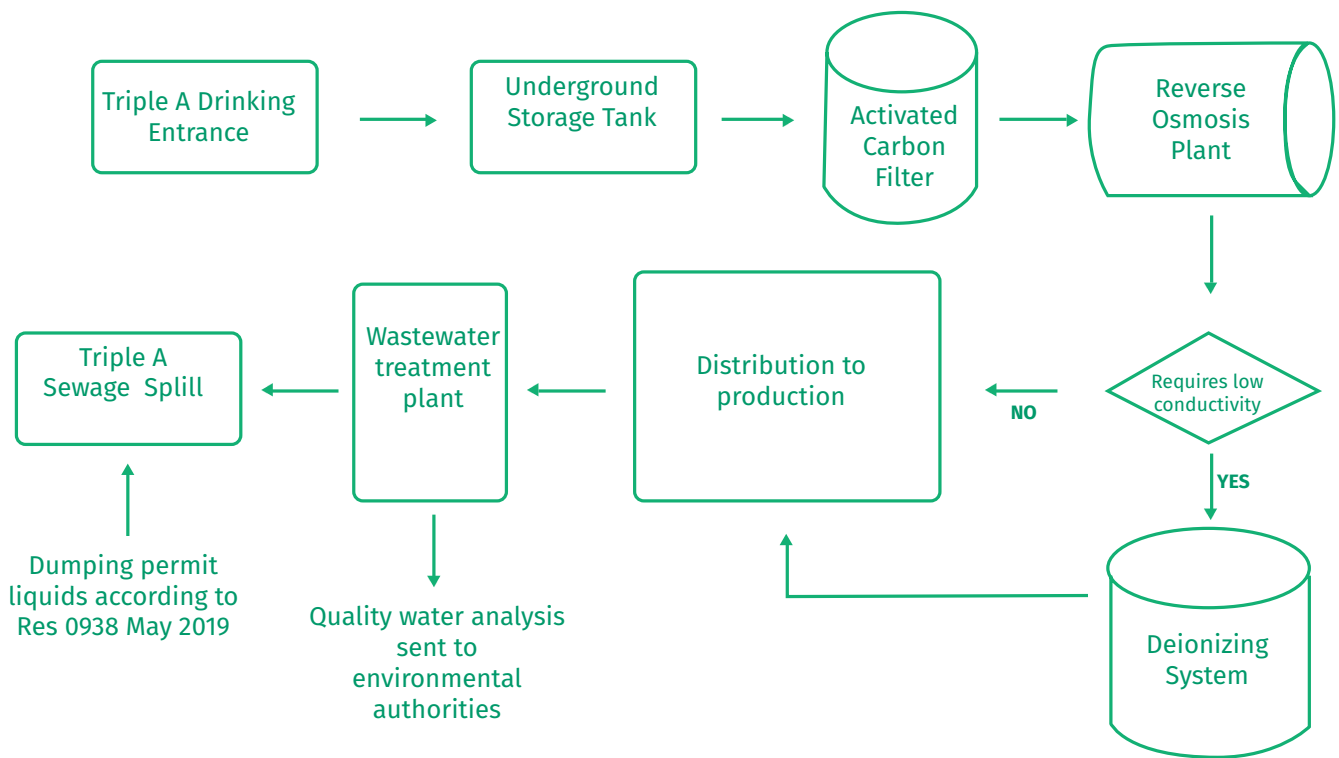 Triple A Drinking
Entrance
Underground
Storage Tank
Activated
Carbon
Filter
Reverse
Osmosis
Plant
Triple A
Sewage Splill
Wastewater
treatment
plant
Distribution to
production
NO
Requires low
conductivity
YES
Dumping permit
liquids according to
Res 0938 May 2019
Quality water analysis
sent to
environmental
authorities
Deionizing
System